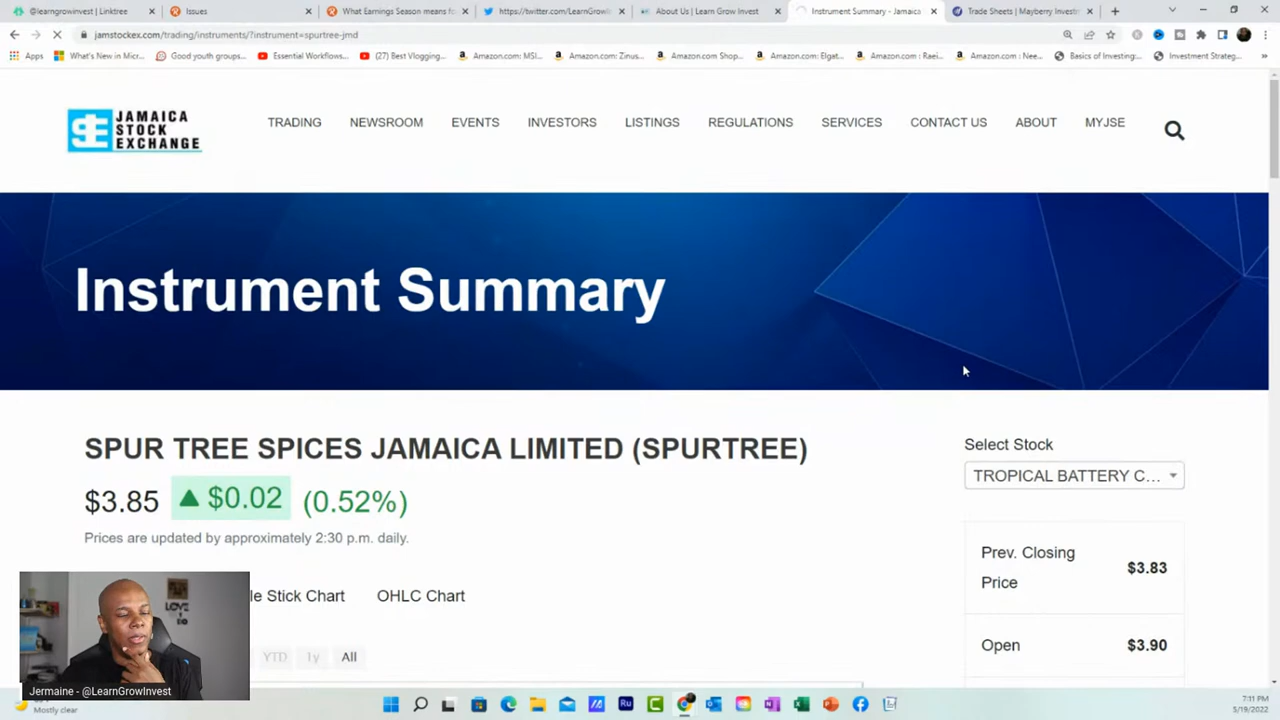 @learngrowinvest | Linktree
Issues
What Earnings Season means fo
https://twitter.com/LearnGrowIn
About Us | Learn Grow Invest
Instrument Summary - Jamaica
Trade Sheets | Mayberry Investm
jamstockex.com/trading/instruments/?instrument=spurtree-jmd
Apps
What's New in Micr...
Good youth groups...
Essential Workflows...
(27) Best Vlogging...
Amazon.com: MSI...
Amazon.com: Zinus...
Amazon.com Shop...
Amazon.com: Elgat...
Amazon.com : Raei...
Amazon.com : Nee...
Basics of Investing:...
Investment Strateg...
JAMAICA
STOCK
EXCHANGE
TRADING
NEWSROOM
EVENTS
INVESTORS
LISTINGS
REGULATIONS
SERVICES
CONTACT US
ABOUT
MYJSE
Instrument Summary
SPUR TREE SPICES JAMAICA LIMITED (SPURTREE)
$3.85 ▲ $0.02 (0.52%)
Prices are updated by approximately 2:30 p.m. daily.
Select Stock
TROPICAL BATTERY C...
Prev. Closing
Price
$3.83
Open
$3.90
le Stick Chart
OHLC Chart
YTD
1y
All
LOVE
Jermaine - @LearnGrowInvest
Mostly clear
7:11 PM
5/19/2022